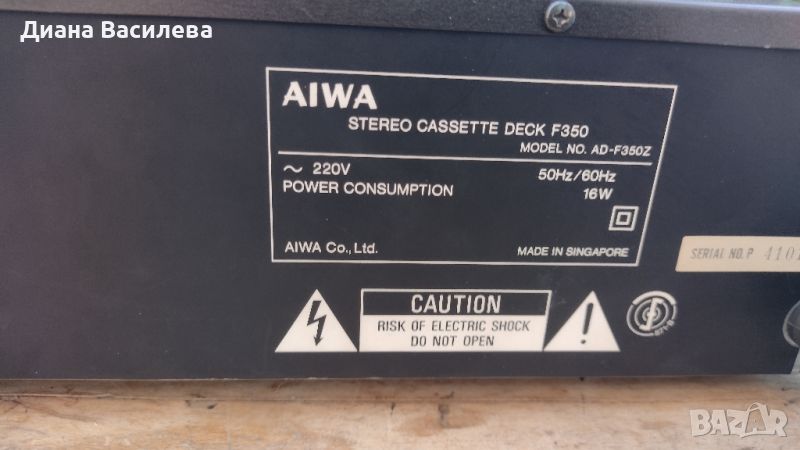 Диана Василева
AIWA
STEREO CASSETTE DECK F350
MODEL NO. AD-F350Z
~ 220V 50Hz/60Hz
POWER CONSUMPTION 16W
AIWA Co., Ltd. MADE IN SINGAPORE
SERIAL NO. P
CAUTION
RISK OF ELECTRIC SHOCK
DO NOT OPEN
BAZAR